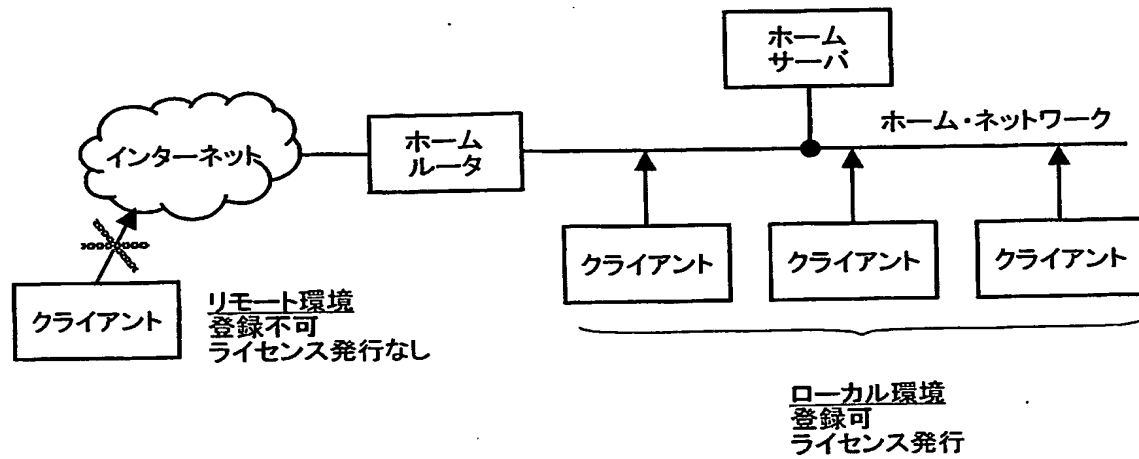 ホーム
サーバ
ホーム・ネットワーク
インターネット
ホーム
ルータ
クライアント
クライアント
クライアント
クライアント
リモート環境
登録不可
ライセンス発行なし
ローカル環境
登録可
ライセンス発行